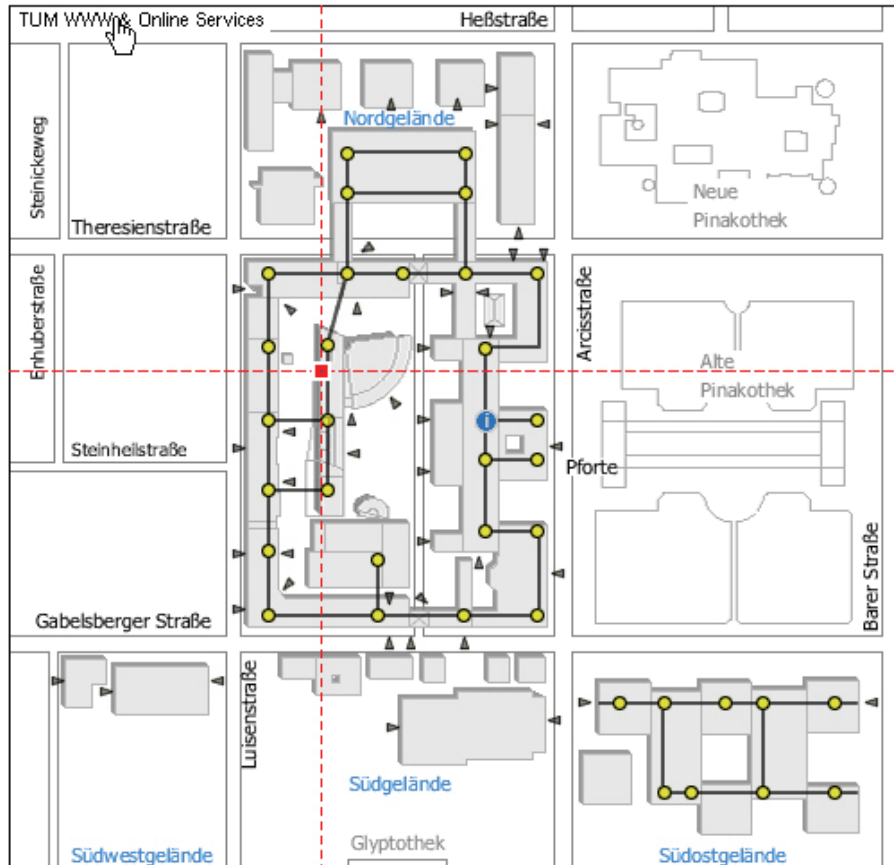 TUM WWW & Online Services
Heßstraße
Steinickeweg
Nordgelände
Neue
Pinakothek
Theresienstraße
Enhuberstraße
Arcisstraße
Alte
Pinakothek
Steinheilstraße
i
Pforte
Gabelsberger Straße
Barer Straße
Luisenstraße
Südgelände
Glyptothek
Südwestgelände
Südostgelände